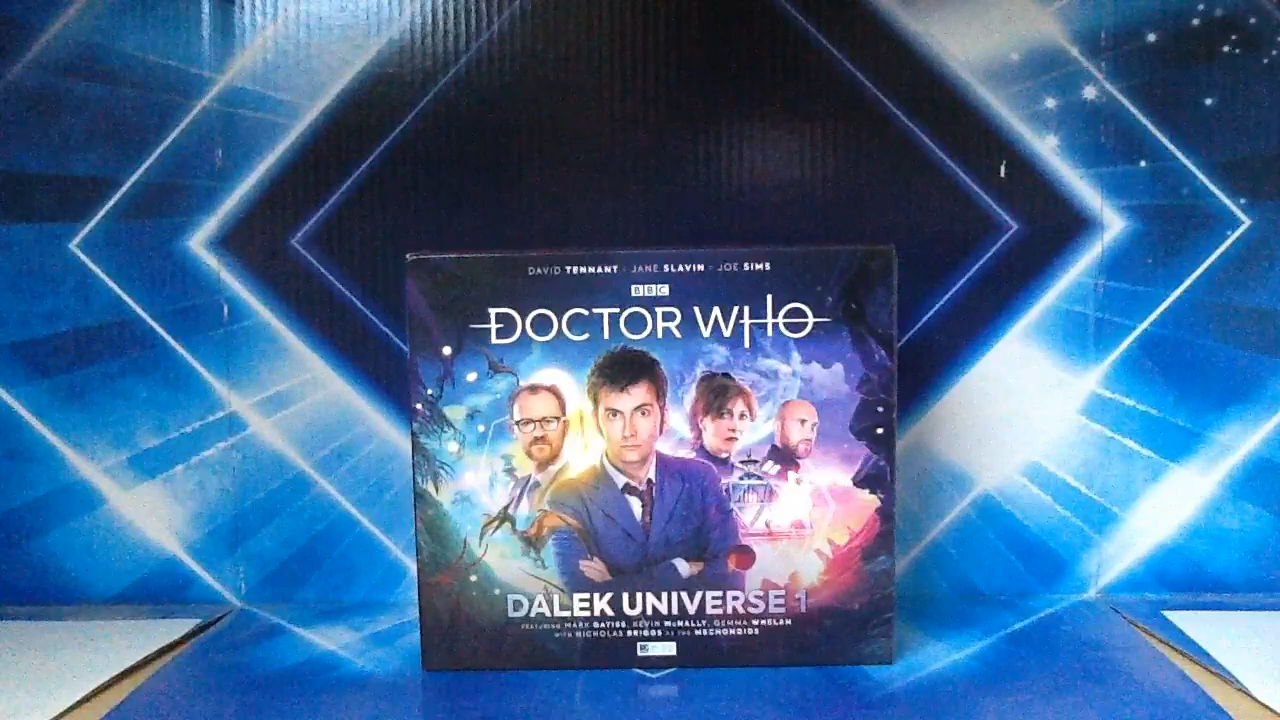 DAVID TENNANT · JANE SLAVIN · JOE SIMS
BBC
DOCTOR WHO
DALEK UNIVERSE 1
FEATURING MARK GATISS, KEVIN McNALLY, GEMMA WHELAN
WITH NICHOLAS BRIGGS AS THE MECHONOIDS